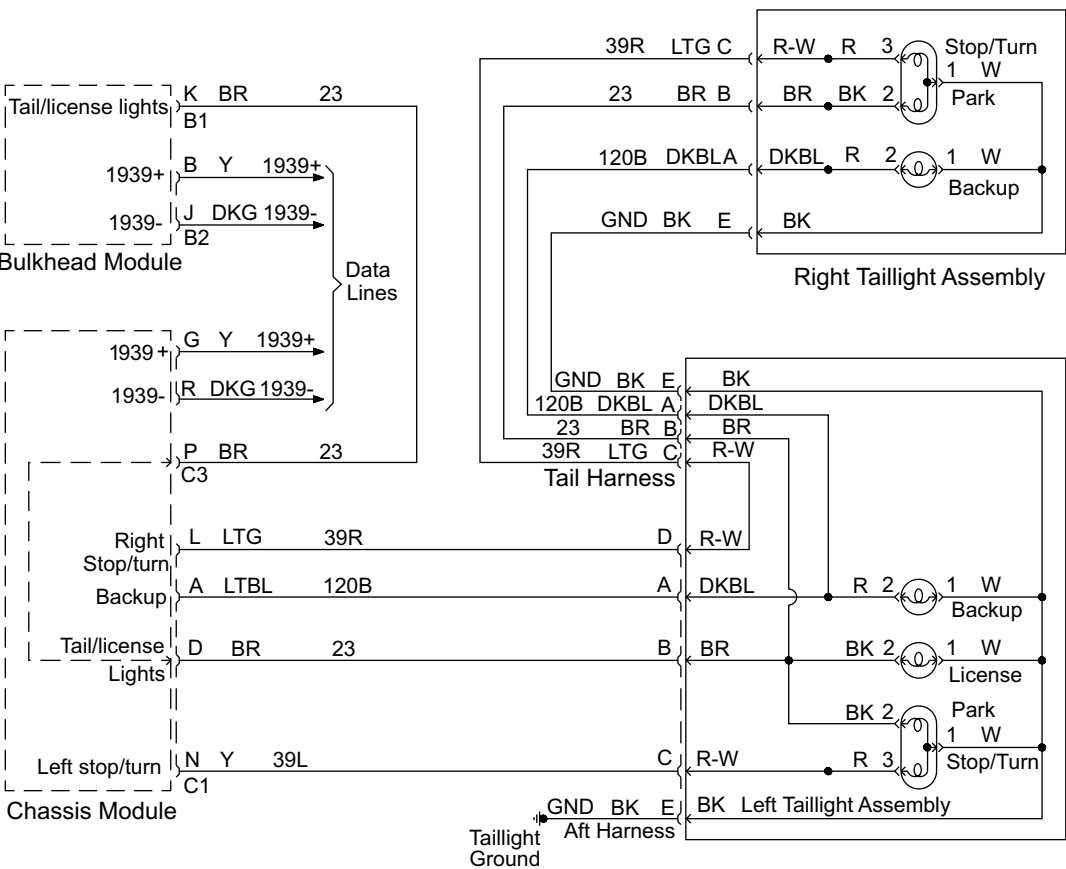 39R LTG C R-W R 3 Stop/Turn
1 W
Park
23 BR B BR BK 2
120B DKBL A DKBL R 2 1 W
Backup
GND BK E BK
Right Taillight Assembly
Tail/license lights K BR 23
B1
1939+ B Y 1939+
1939- J DKG 1939-
B2
Bulkhead Module
Data
Lines
1939+ G Y 1939+
1939- R DKG 1939-
P BR 23
C3
GND BK E BK
120B DKBL A DKBL
23 BR B BR
39R LTG C R-W
Tail Harness
Right
Stop/turn
L LTG 39R D R-W
Backup A LTBL 120B A DKBL R 2 1 W
Backup
Tail/license
Lights
D BR 23 B BR BK 2 1 W
License
BK 2 Park
1 W
Stop/Turn
Left stop/turn N Y 39L C R-W R 3
C1
Chassis Module
GND BK E BK Left Taillight Assembly
Aft Harness
Taillight
Ground